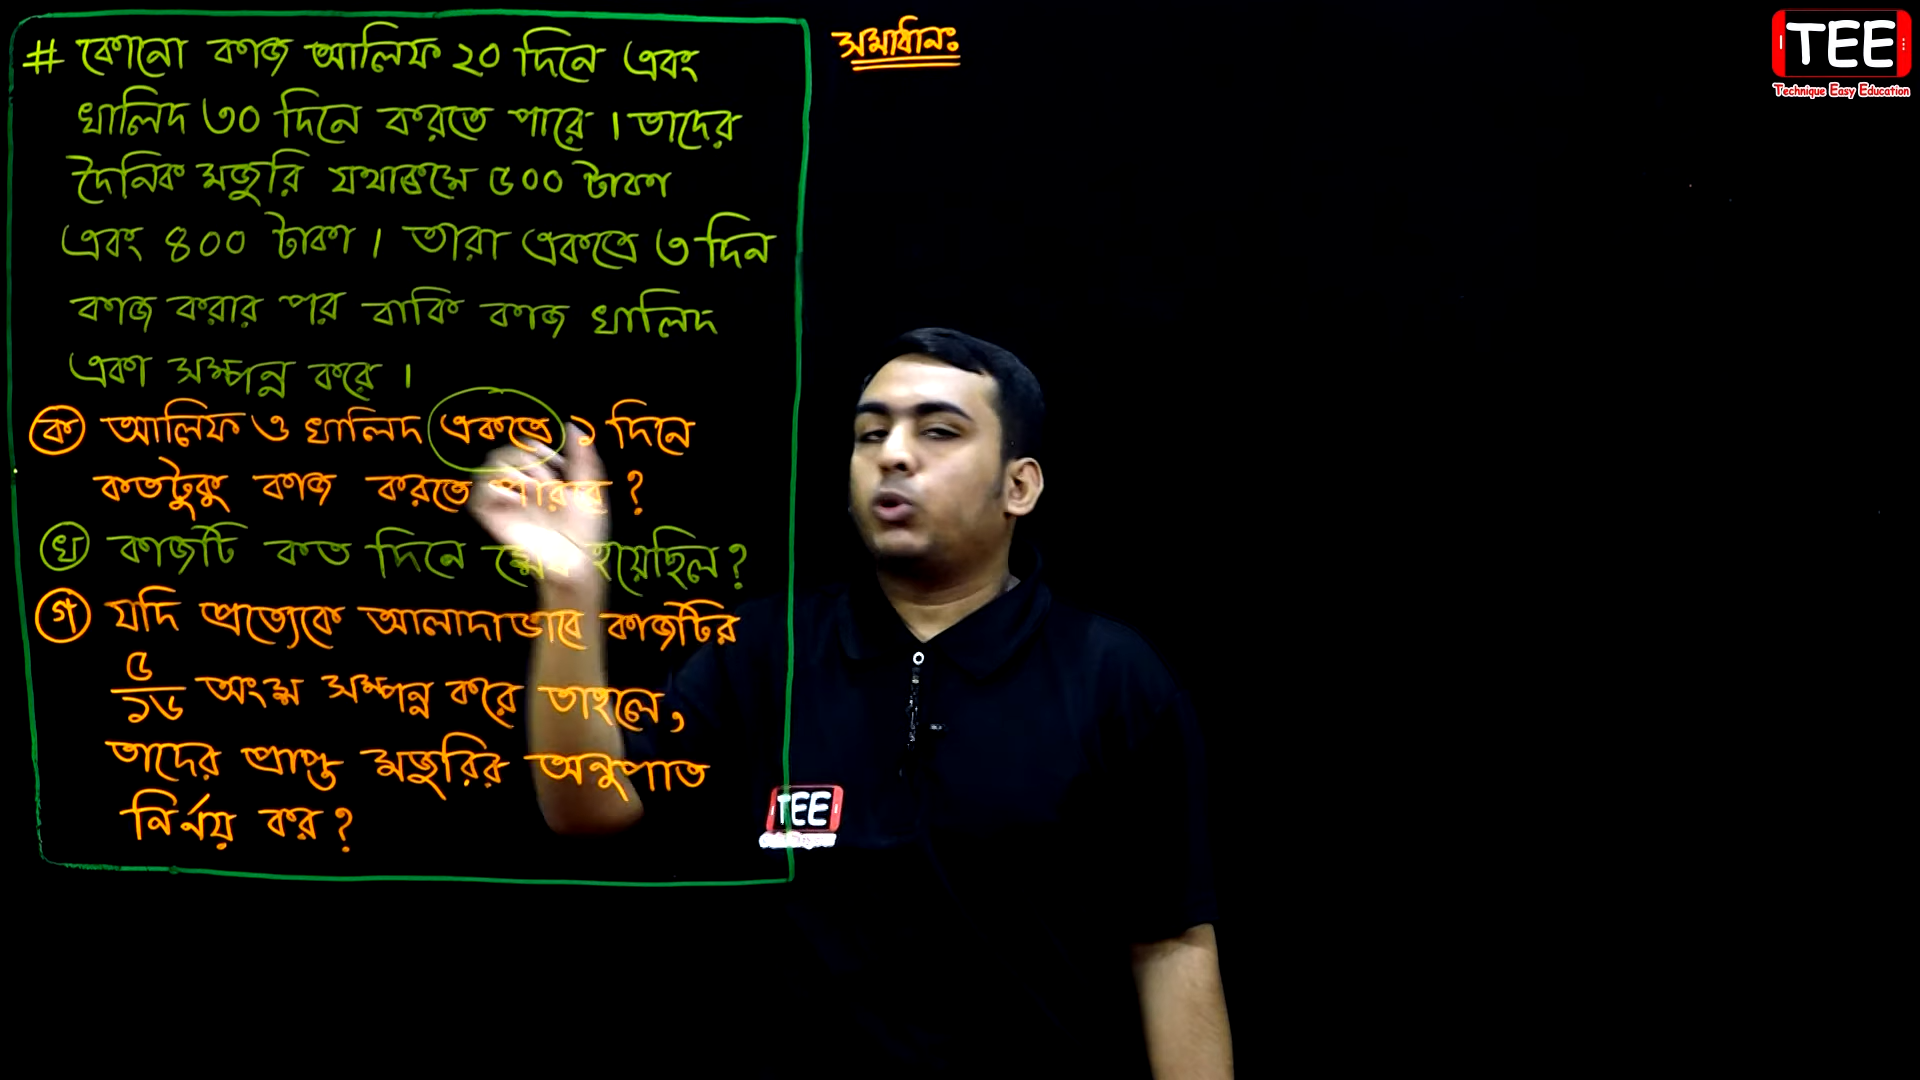 # কোনো কাজ আলিফ ২০ দিনে এবং
খালিদ ৩০ দিনে করতে পারে । তাদের
দৈনিক মজুরি যথাক্রমে ৫০০ টাকা
এবং ৪০০ টাকা । তারা একত্রে ৩ দিন
কাজ করার পর বাকি কাজ খালিদ
একা সম্পন্ন করে ।
ক আলিফ ও খালিদ একত্রে ১ দিনে
কতটুকু কাজ করতে পারবে ?
খ কাজটি কত দিনে শেষ হয়েছিল ?
গ যদি প্রত্যেকে আলাদাভাবে কাজটির
৫/১৬ অংশ সম্পন্ন করে তাহলে,
তাদের প্রাপ্ত মজুরির অনুপাত
নির্নয় কর ?
সমাধানঃ
TEE
Technique Easy Education
TEE